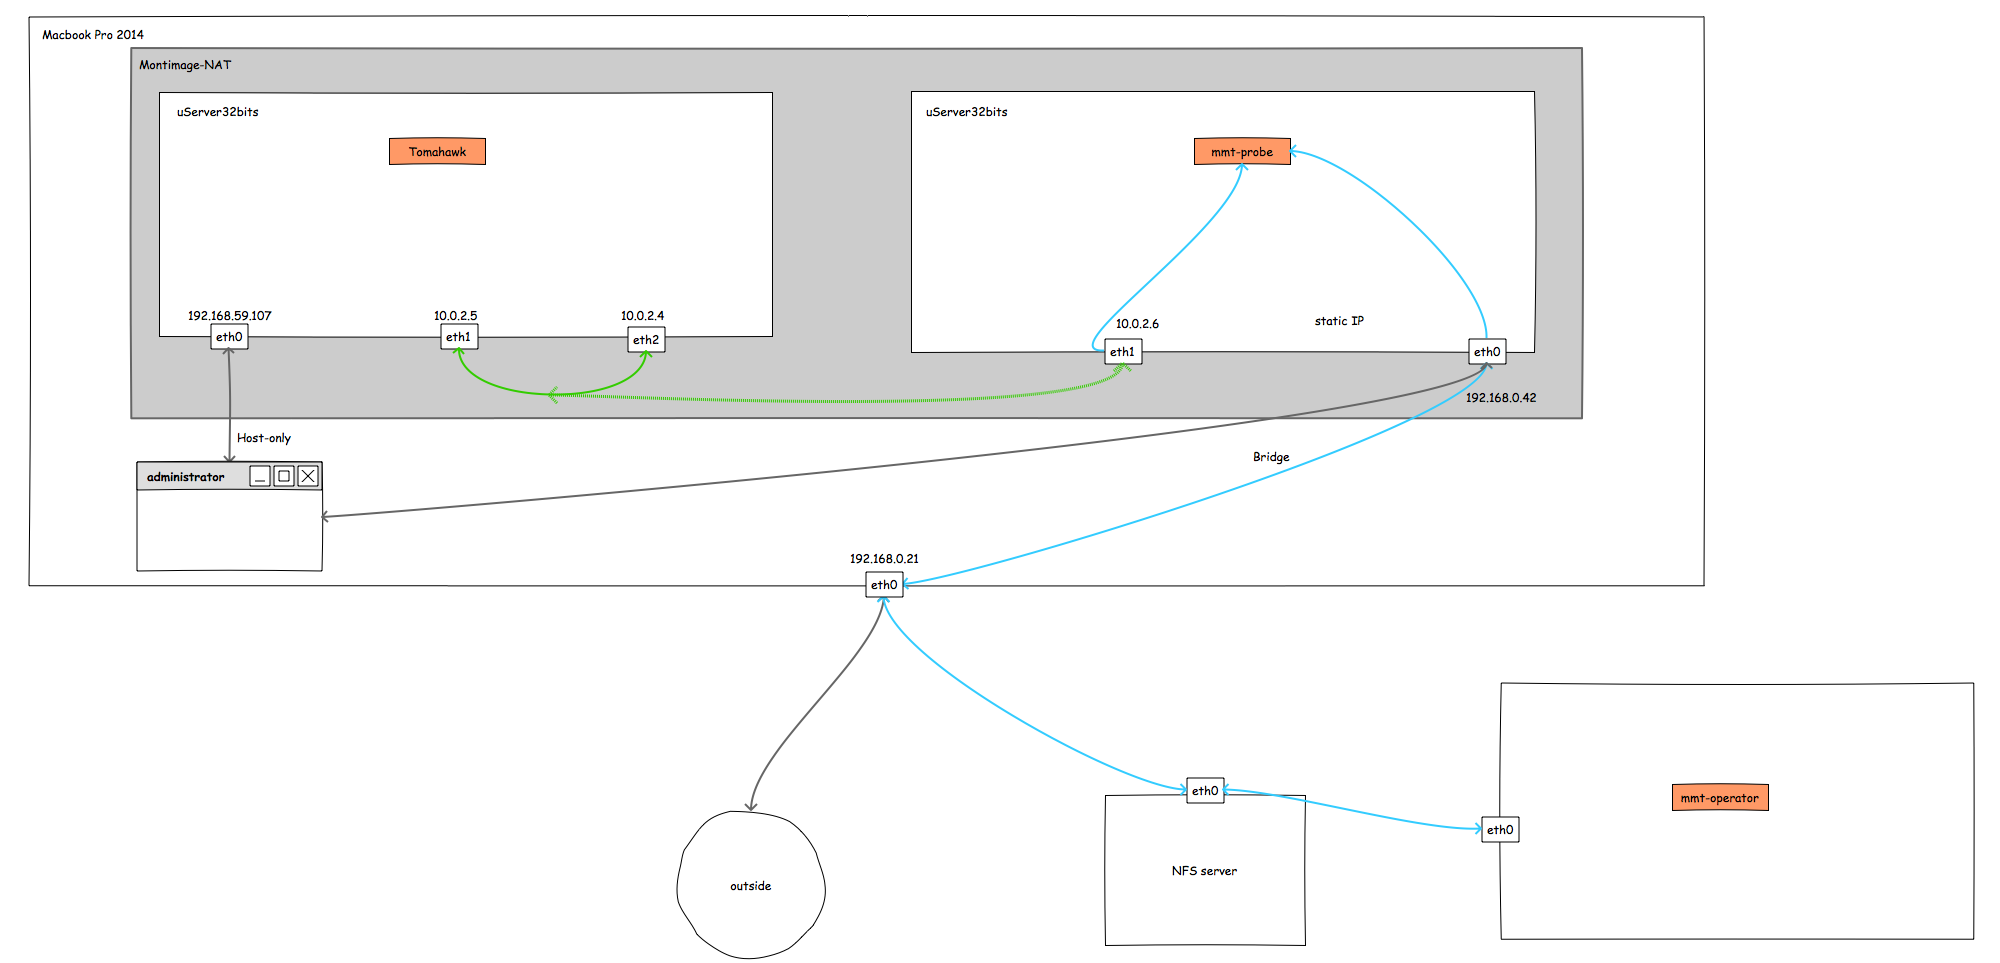 Macbook Pro 2014
Montimage-NAT
uServer32bits
uServer32bits
Tomahawk
mmt-probe
192.168.59.107
10.0.2.5
10.0.2.4
10.0.2.6
static IP
eth0
eth1
eth2
eth1
eth0
192.168.0.42
Host-only
Bridge
administrator
192.168.0.21
eth0
eth0
mmt-operator
eth0
NFS server
outside